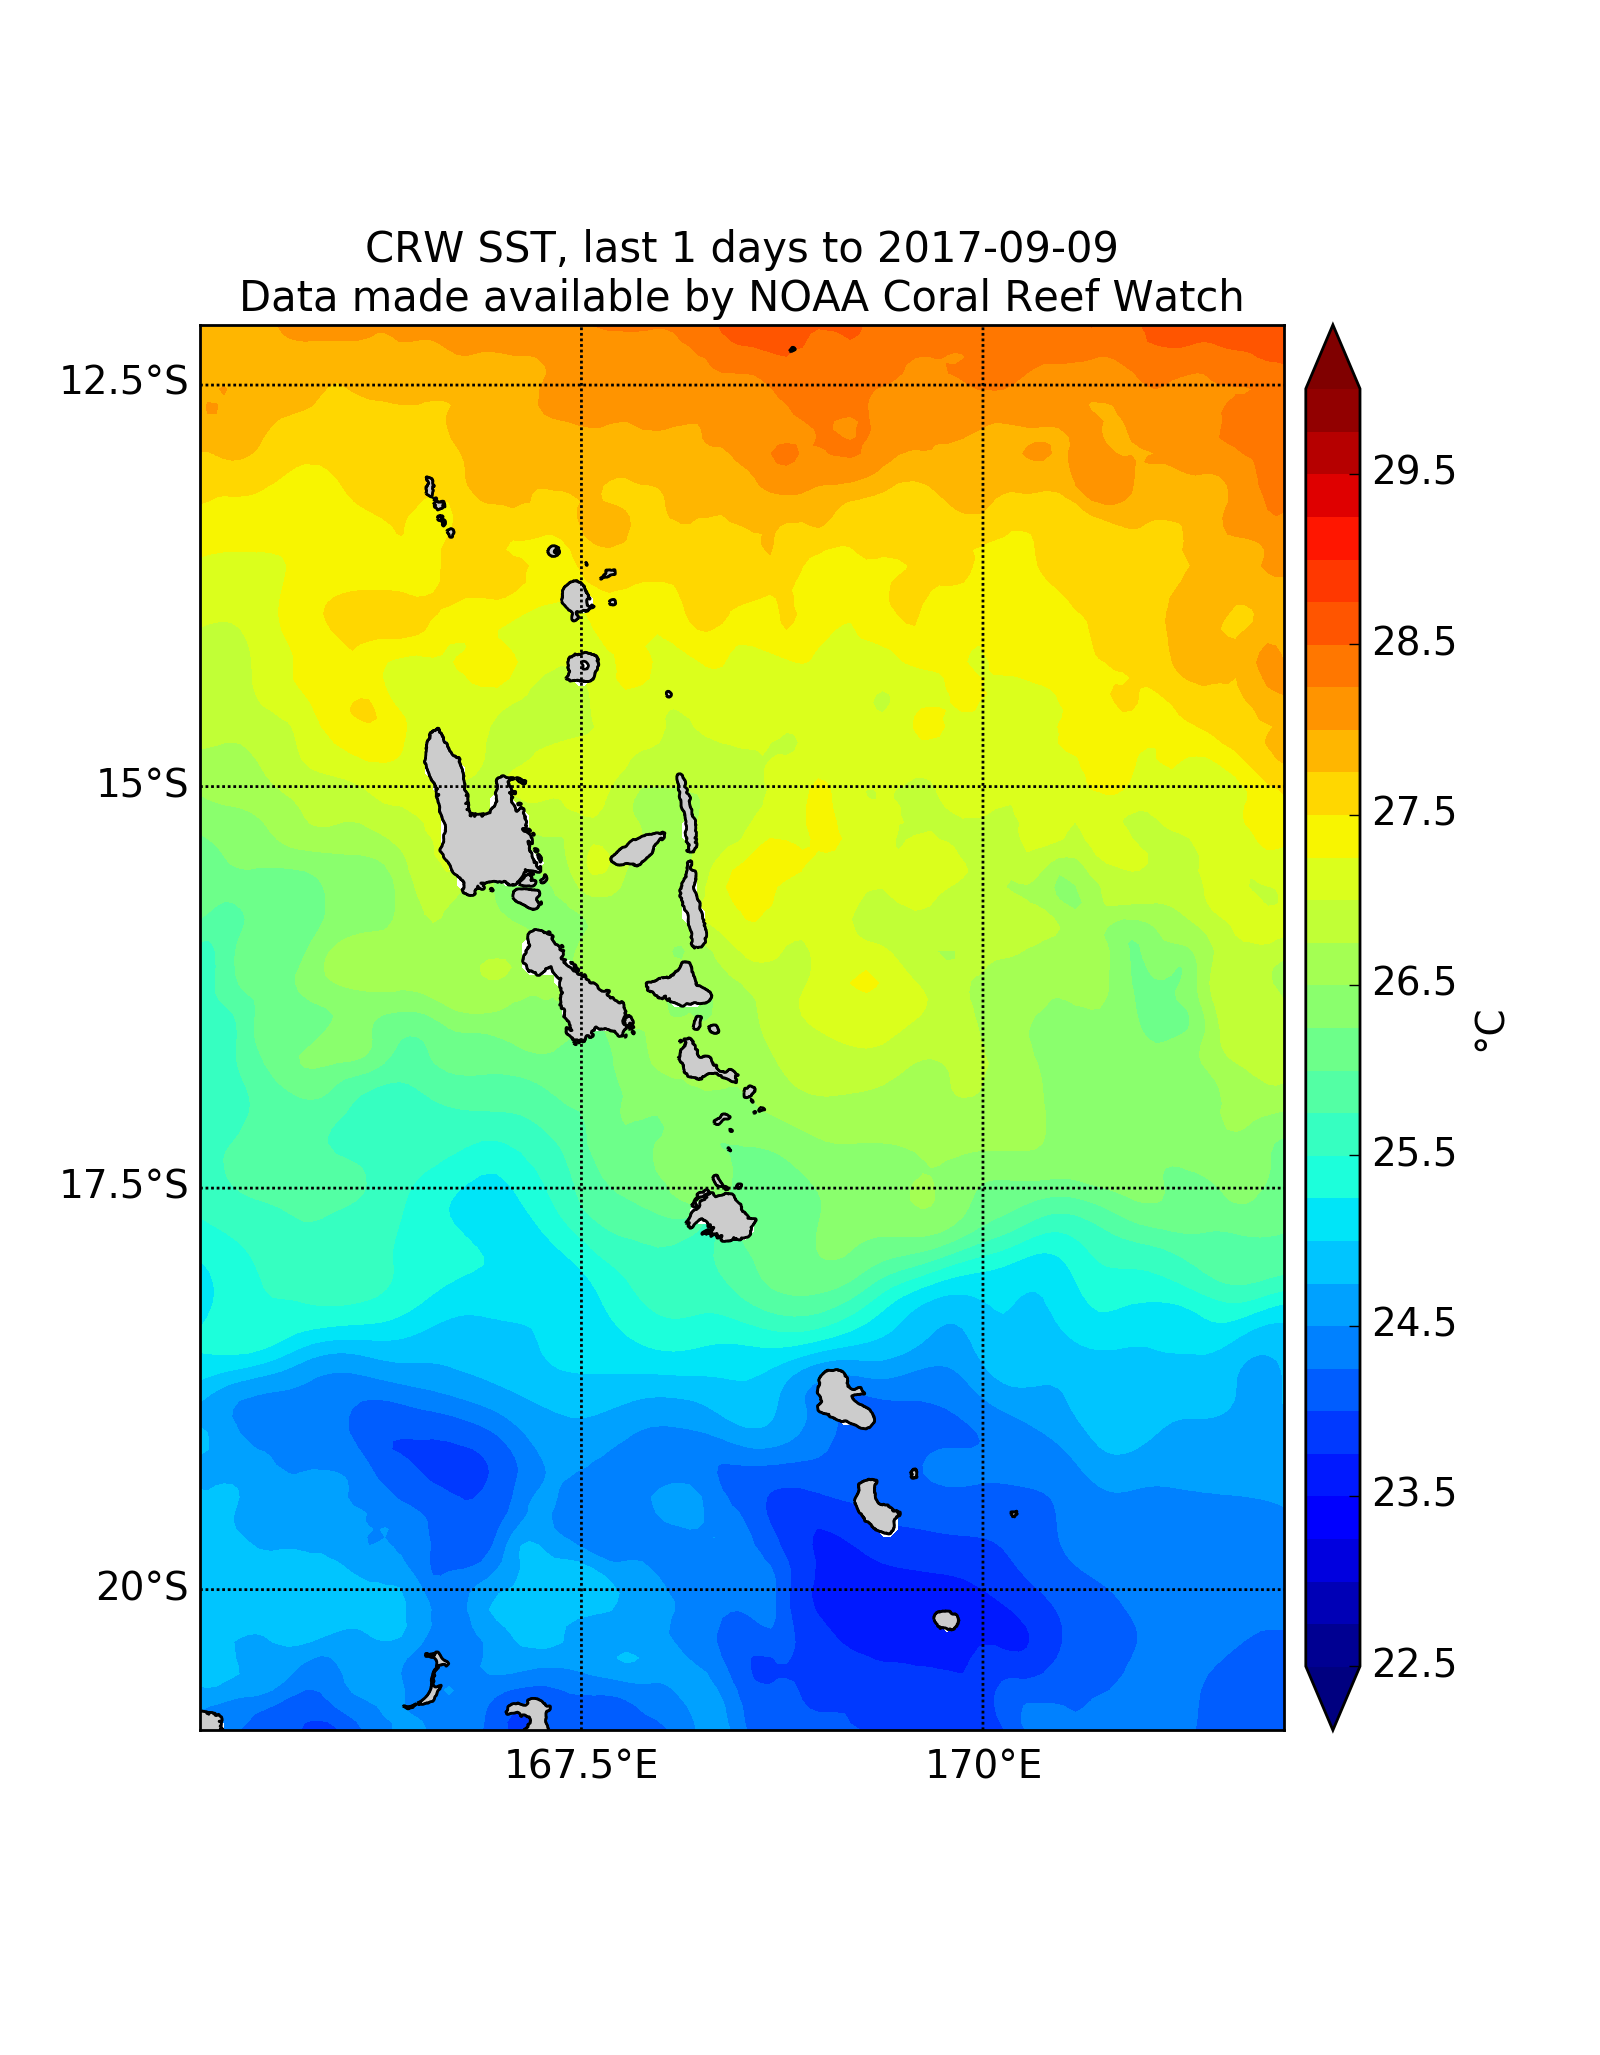 CRW SST, last 1 days to 2017-09-09
Data made available by NOAA Coral Reef Watch
12.5°S
15°S
17.5°S
20°S
167.5°E
170°E
29.5
28.5
27.5
26.5
25.5
24.5
23.5
22.5
°C